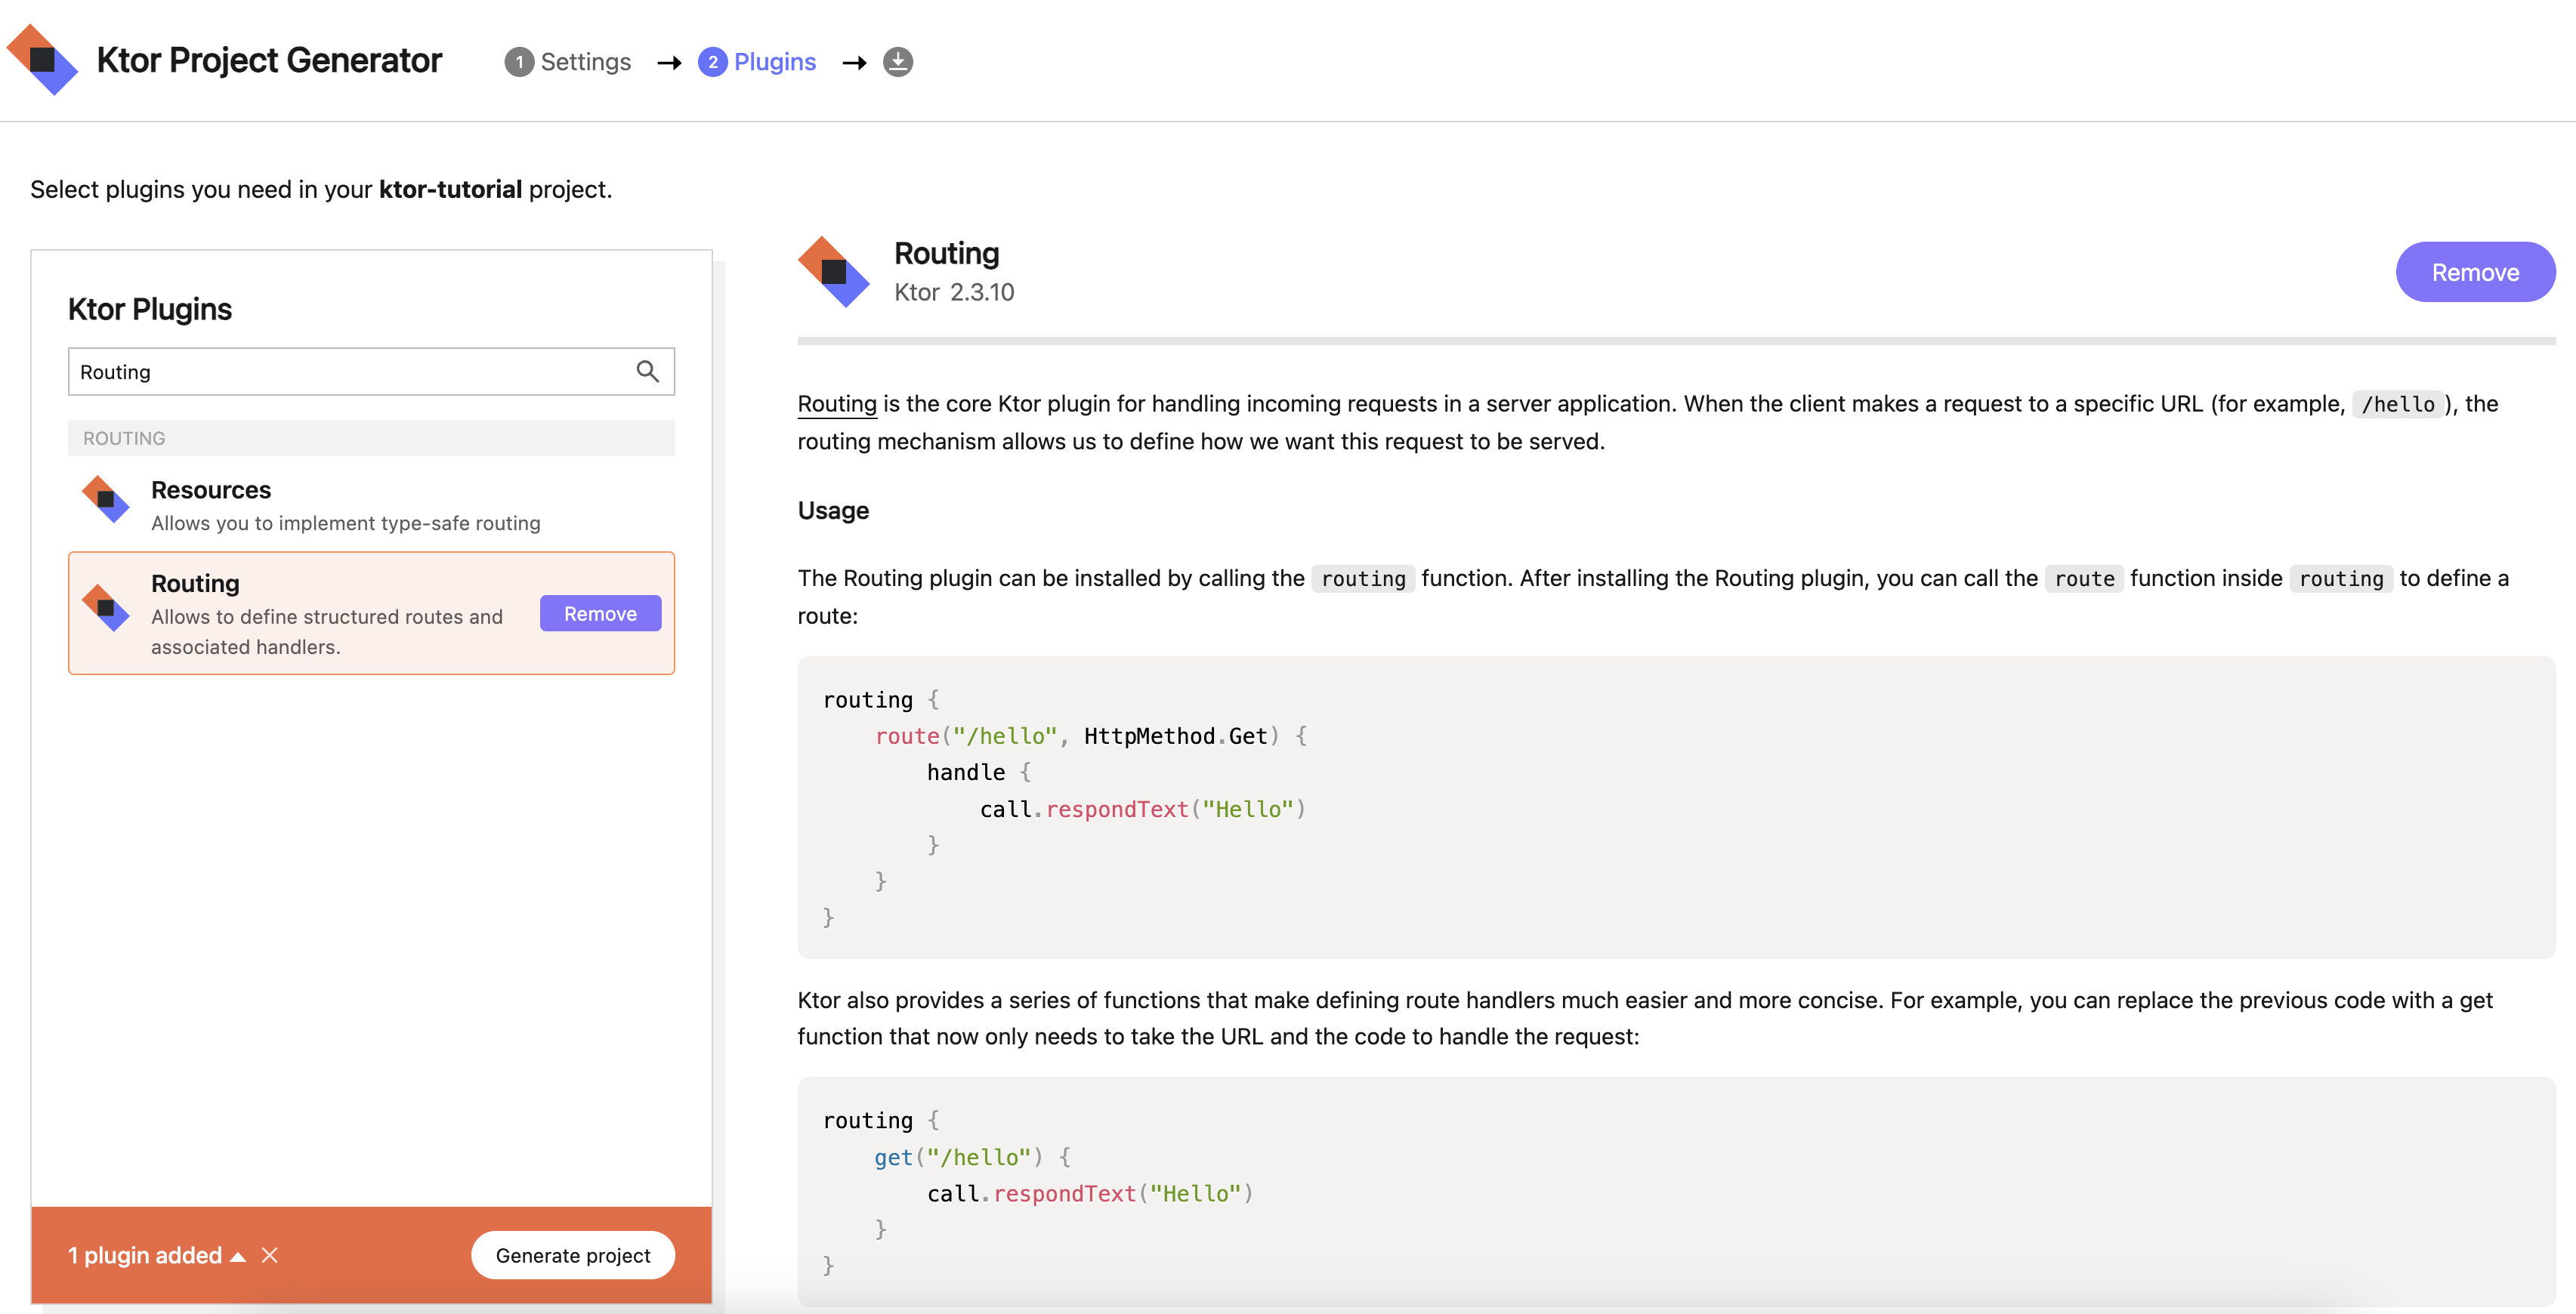 Ktor Project Generator
1 Settings → 2 Plugins →
Select plugins you need in your ktor-tutorial project.
Ktor Plugins
Routing
ROUTING
Resources
Allows you to implement type-safe routing
Routing
Allows to define structured routes and
associated handlers.
Remove
1 plugin added
Generate project
Routing
Ktor 2.3.10
Remove
Routing is the core Ktor plugin for handling incoming requests in a server application. When the client makes a request to a specific URL (for example, /hello ), the
routing mechanism allows us to define how we want this request to be served.
Usage
The Routing plugin can be installed by calling the routing function. After installing the Routing plugin, you can call the route function inside routing to define a
route:
routing {
    route("/hello", HttpMethod.Get) {
        handle {
            call.respondText("Hello")
        }
    }
}
Ktor also provides a series of functions that make defining route handlers much easier and more concise. For example, you can replace the previous code with a get
function that now only needs to take the URL and the code to handle the request:
routing {
    get("/hello") {
        call.respondText("Hello")
    }
}